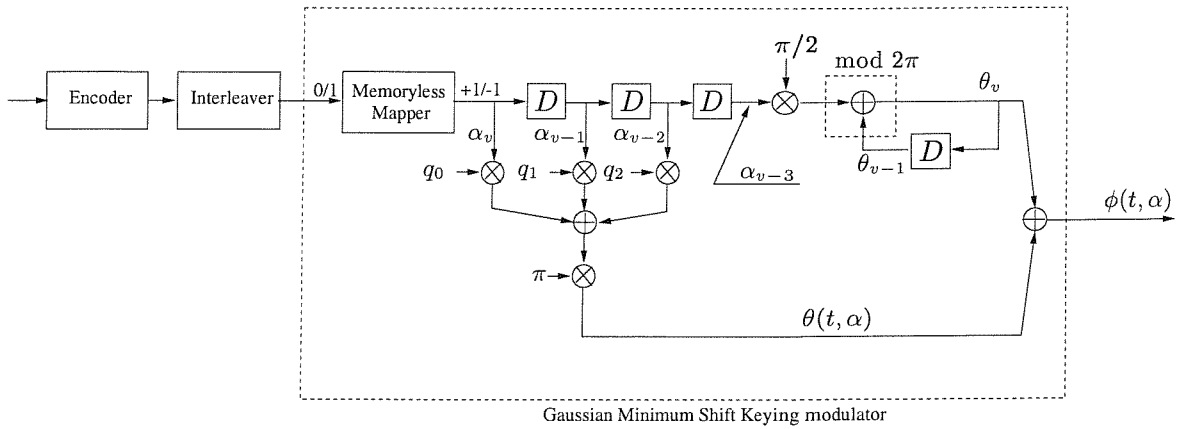 Encoder
Interleaver
0/1
Memoryless
Mapper
+1/-1
D
D
D
π/2
mod 2π
θ_v
α_v
α_{v−1}
α_{v−2}
α_{v−3}
θ_{v−1}
D
q_0
q_1
q_2
π
θ(t, α)
ϕ(t, α)
Gaussian Minimum Shift Keying modulator